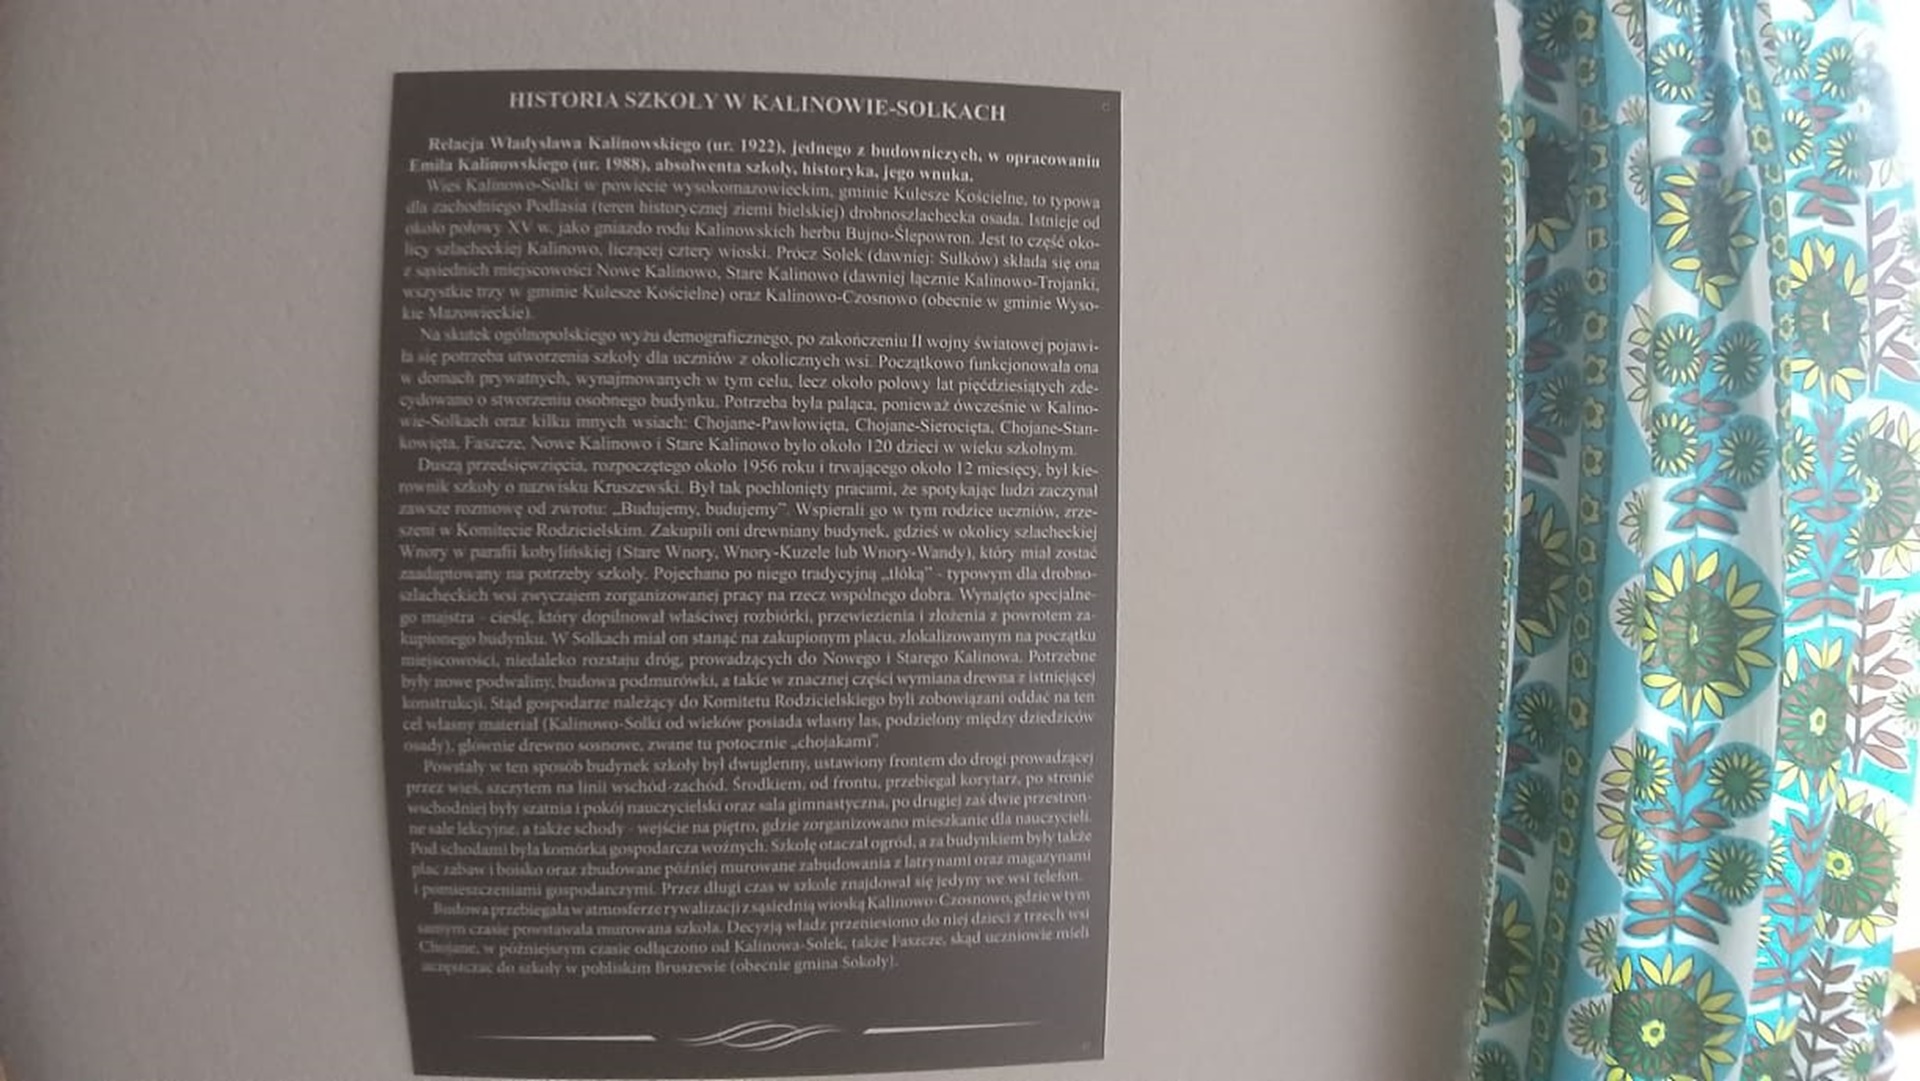 HISTORIA SZKOŁY W KALINOWIE-SOLKACH
Relacja Władysława Kalinowskiego (ur. 1922), jednego z budowniczych, w opracowaniu
Emila Kalinowskiego (ur. 1988), absolwenta szkoły, historyka, jego wnuka.
Wieś Kalinowo-Solki w powiecie wysokomazowieckim, gminie Kulesze Kościelne, to typowa
dla zachodniego Podlasia (teren historycznej ziemi bielskiej) drobnoszlachecka osada. Istnieje od
około połowy XV w. jako gniazdo rodu Kalinowskich herbu Bujno-Ślepowron. Jest to część oko-
licy szlacheckiej Kalinowo, liczącej cztery wioski. Prócz Solek (dawniej: Sulków) składa się ona
z sąsiednich miejscowości Nowe Kalinowo, Stare Kalinowo (dawniej łącznie Kalinowo-Trojanki,
wszystkie trzy w gminie Kulesze Kościelne) oraz Kalinowo-Czosnowo (obecnie w gminie Wyso-
kie Mazowieckie).
Na skutek ogólnopolskiego wyżu demograficznego, po zakończeniu II wojny światowej pojawi-
ła się potrzeba utworzenia szkoły dla uczniów z okolicznych wsi. Początkowo funkcjonowała ona
w domach prywatnych, wynajmowanych w tym celu, lecz około połowy lat pięćdziesiątych zde-
cydowano o stworzeniu osobnego budynku. Potrzeba była paląca, ponieważ ówcześnie w Kalino-
wie-Solkach oraz kilku innych wsiach: Chojane-Pawłowięta, Chojane-Sierocięta, Chojane-Stan-
kowięta, Faszcze, Nowe Kalinowo i Stare Kalinowo było około 120 dzieci w wieku szkolnym.
Duszą przedsięwzięcia, rozpoczętego około 1956 roku i trwającego około 12 miesięcy, był kie-
rownik szkoły o nazwisku Kruszewski. Był tak pochłonięty pracami, że spotykając ludzi zaczynał
zawsze rozmowę od zwrotu: „Budujemy, budujemy”. Wspierali go w tym rodzice uczniów, zrze-
szeni w Komitecie Rodzicielskim. Zakupili oni drewniany budynek, gdzieś w okolicy szlacheckiej
Wnory w parafii kobylińskiej (Stare Wnory, Wnory-Kuzele lub Wnory-Wandy), który miał zostać
zaadaptowany na potrzeby szkoły. Pojechano po niego tradycyjną „tłóką” - typowym dla drobno-
szlacheckich wsi zwyczajem zorganizowanej pracy na rzecz wspólnego dobra. Wynajęto specjalne-
go majstra - cieślę, który dopilnował właściwej rozbiórki, przewiezienia i złożenia z powrotem za-
kupionego budynku. W Solkach miał on stanąć na zakupionym placu, zlokalizowanym na początku
miejscowości, niedaleko rozstaju dróg, prowadzących do Nowego i Starego Kalinowa. Potrzebne
były nowe podwaliny, budowa podmurówki, a takie w znacznej części wymiana drewna z istniejącej
konstrukcji. Stąd gospodarze należący do Komitetu Rodzicielskiego byli zobowiązani oddać na ten
cel własny materiał (Kalinowo-Solki od wieków posiada własny las, podzielony między dziedziców
osady), głównie drewno sosnowe, zwane tu potocznie „chojakami”.
Powstały w ten sposób budynek szkoły był dwuglenny, ustawiony frontem do drogi prowadzącej
przez wieś, szczytem na linii wschód-zachód. Środkiem, od frontu, przebiegał korytarz, po stronie
wschodniej były szatnia i pokój nauczycielski oraz sala gimnastyczna, po drugiej zaś dwie przestron-
ne sale lekcyjne, a także schody - wejście na piętro, gdzie zorganizowano mieszkanie dla nauczycieli.
Pod schodami była komórka gospodarcza woźnych. Szkołę otaczał ogród, a za budynkiem były także
plac zabaw i boisko oraz zbudowane później murowane zabudowania z latrynami oraz magazynami
i pomieszczeniami gospodarczymi. Przez długi czas w szkole znajdował się jedyny we wsi telefon.
Budowa przebiegała w atmosferze rywalizacji z sąsiednią wioską Kalinowo-Czosnowo, gdzie w tym
samym czasie powstawała murowana szkoła. Decyzją władz przeniesiono do niej dzieci z trzech wsi
Chojane, w późniejszym czasie odłączono od Kalinowa-Solek, także Faszcze, skąd uczniowie mieli
uczęszczać do szkoły w pobliskim Bruszewie (obecnie gmina Sokoły).